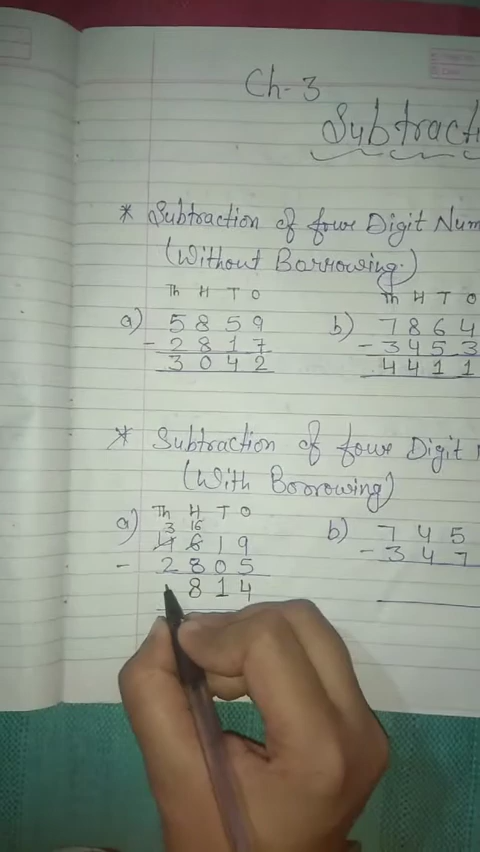 Ch-3
Subtracti
* Subtraction of four Digit Num
(Without Borrowing)
Th H T O
Th H T O
a) 5 8 5 9
b) 7 8 6 4
- 2 8 1 7
- 3 4 5 3
3 0 4 2
4 4 1 1
* Subtraction of four Digit
(With Borrowing)
Th H T O
3 16
a) 4 6 1 9
b) 7 4 5
- 2 8 0 5
- 3 4 7
8 1 4